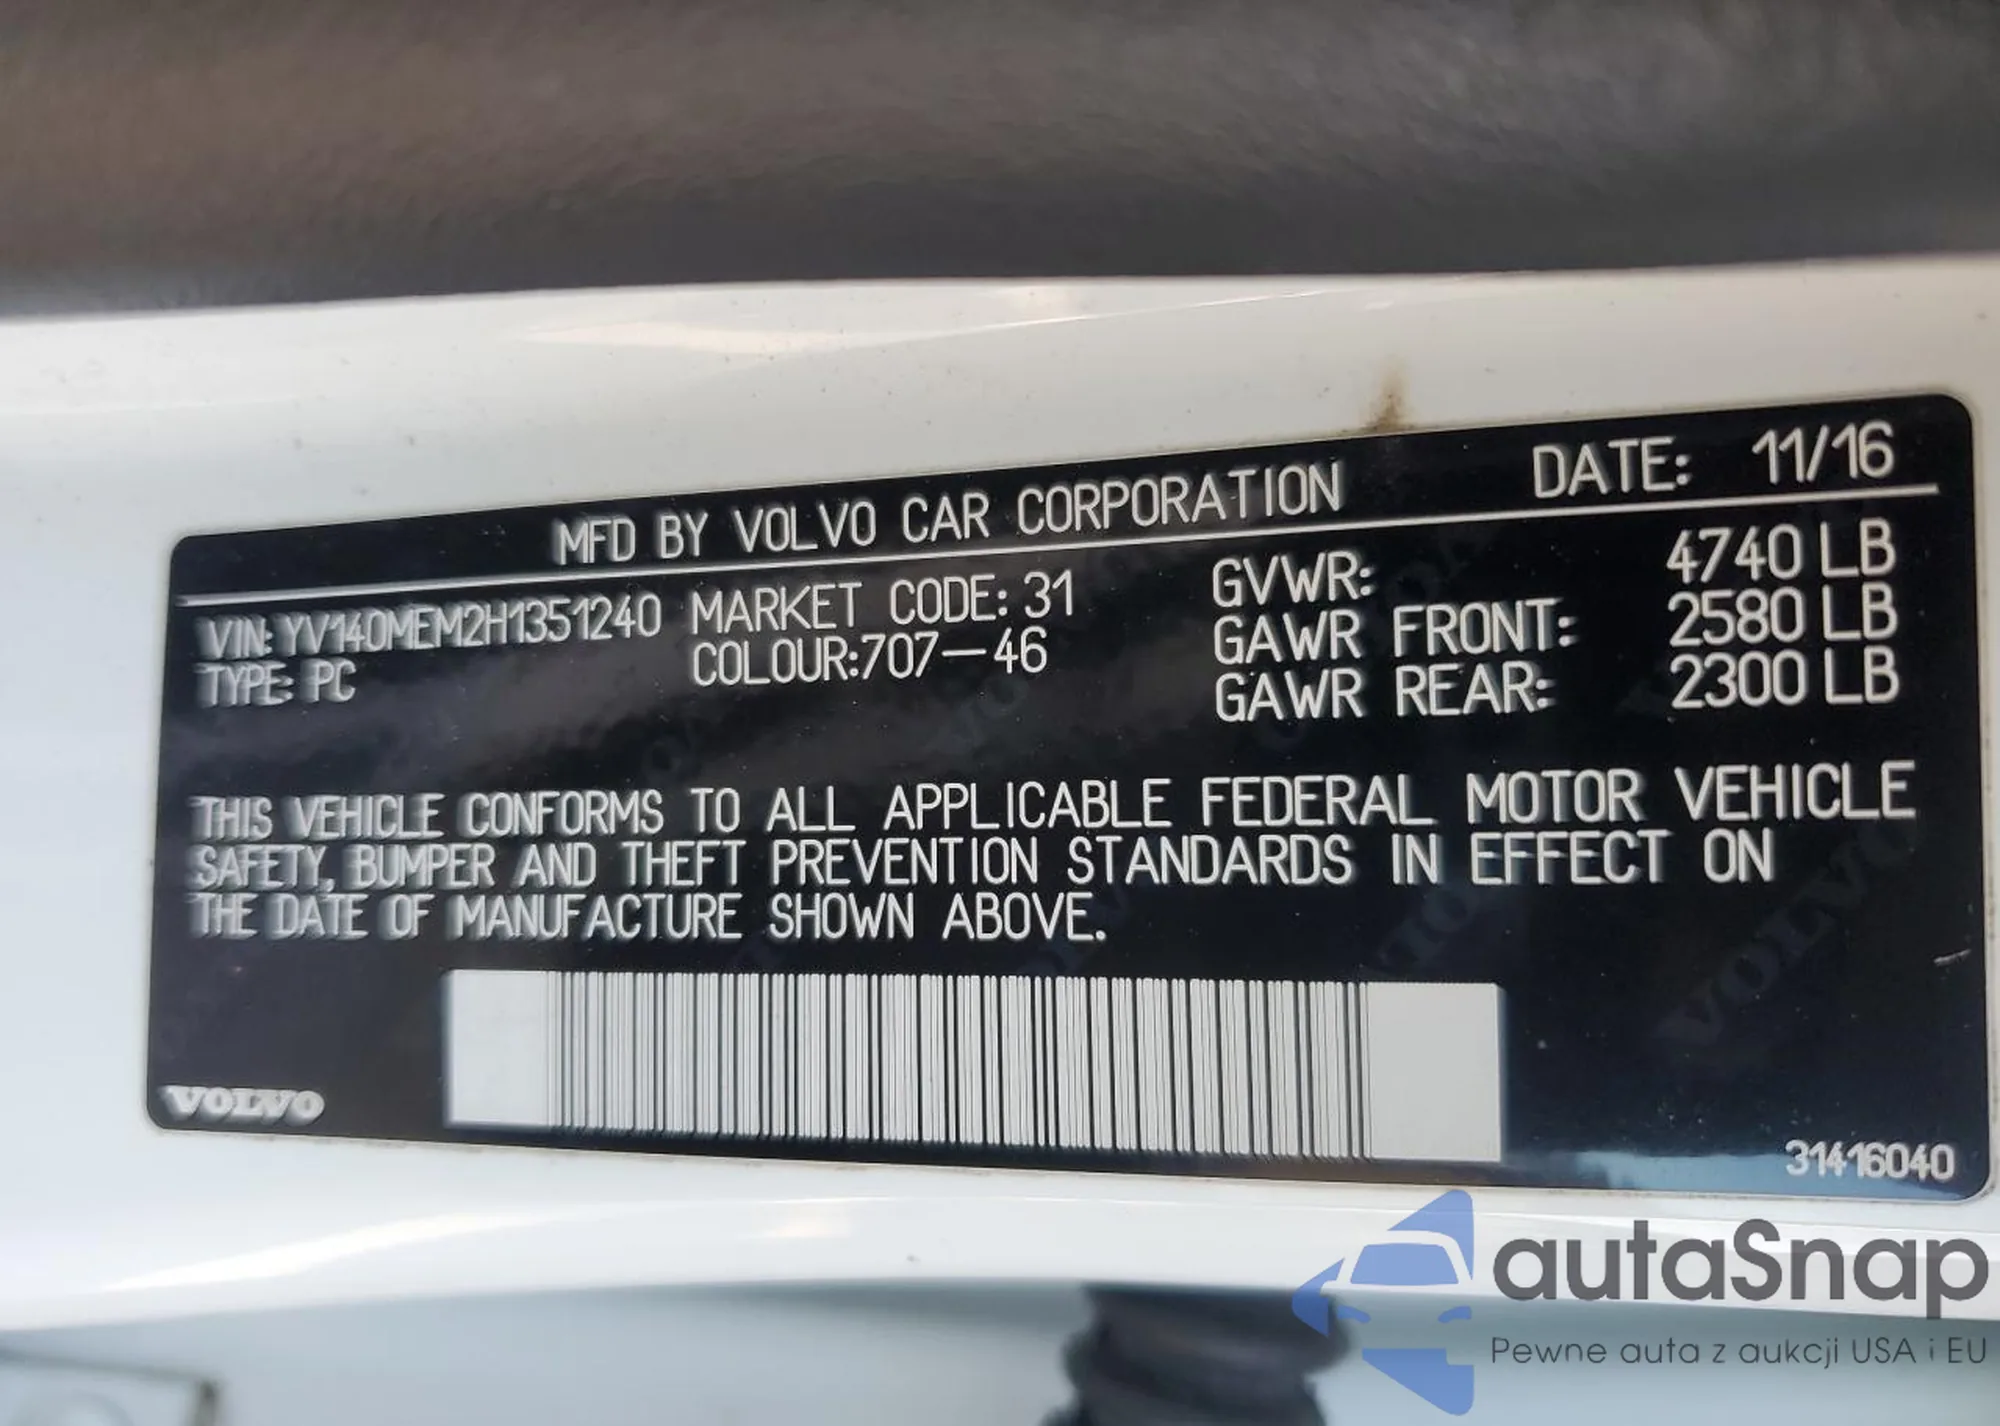 MFD BY VOLVO CAR CORPORATION DATE: 11/16
VIN: YV140MEM2H1351240 MARKET CODE: 31 GVWR: 4740 LB
TYPE: PC COLOUR:707-46 GAWR FRONT: 2580 LB
GAWR REAR: 2300 LB
THIS VEHICLE CONFORMS TO ALL APPLICABLE FEDERAL MOTOR VEHICLE
SAFETY, BUMPER AND THEFT PREVENTION STANDARDS IN EFFECT ON
THE DATE OF MANUFACTURE SHOWN ABOVE.
VOLVO
31416040
autaSnap
Pewne auta z aukcji USA i EU